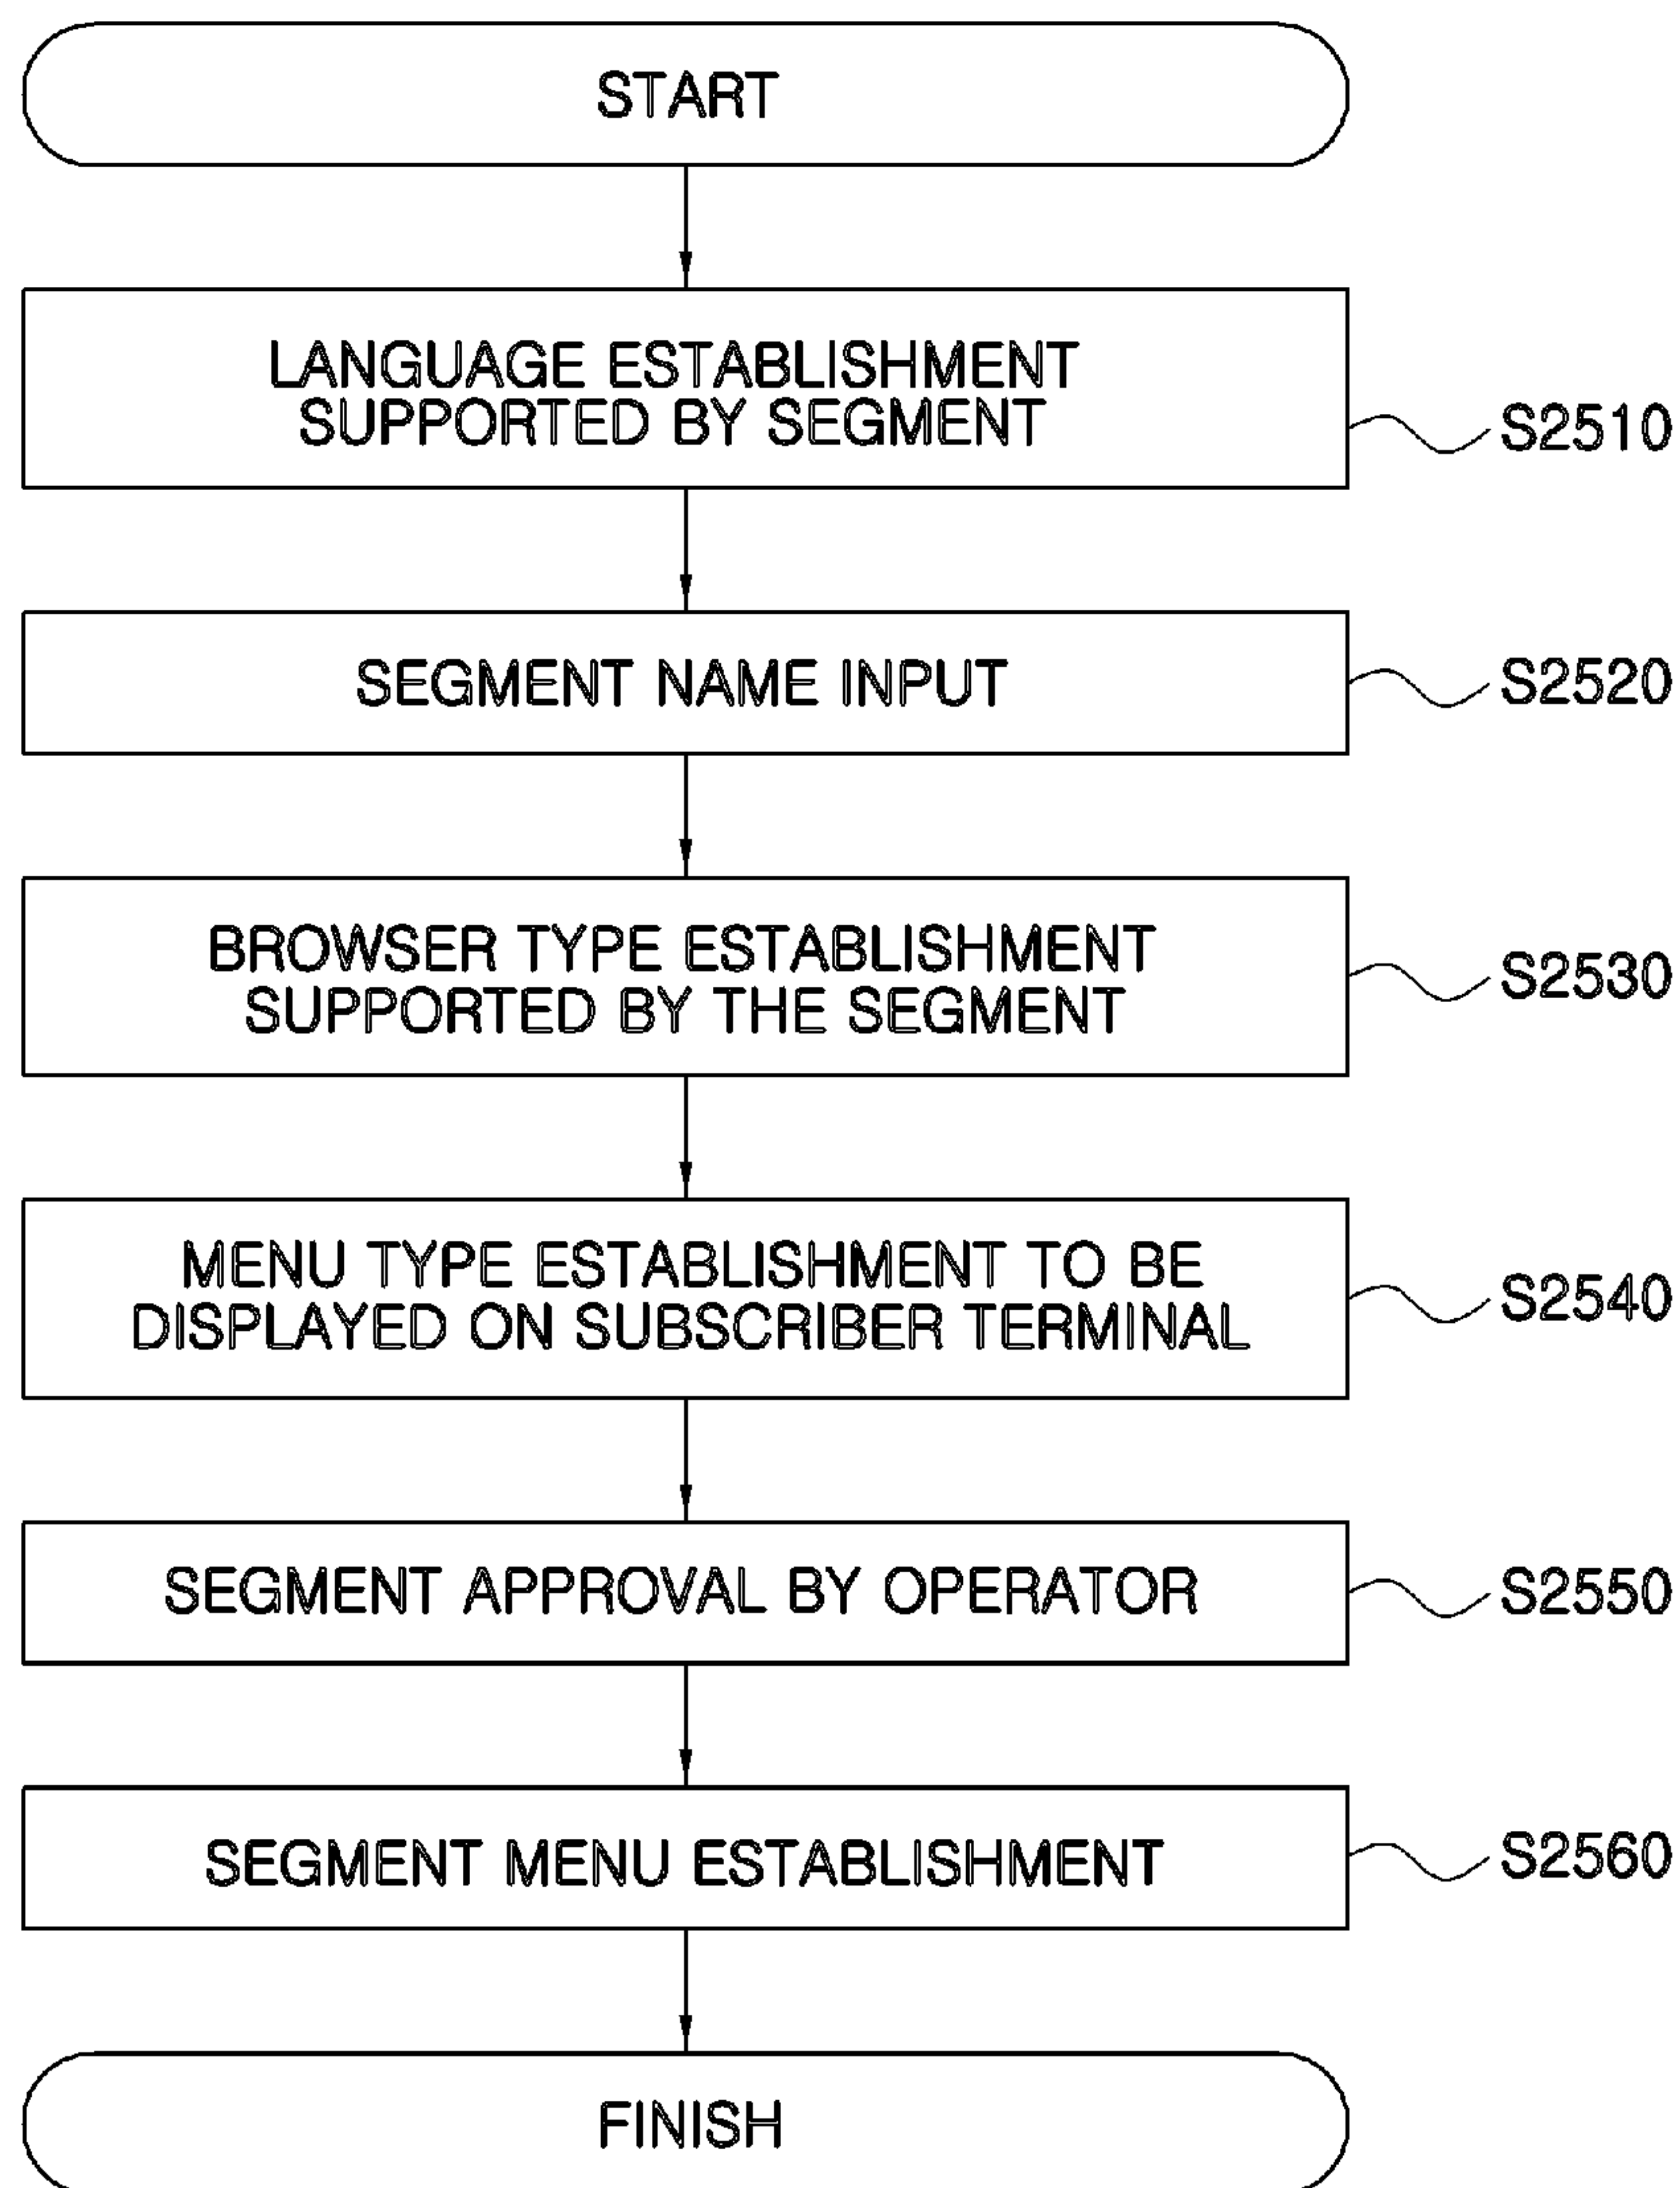 START
LANGUAGE ESTABLISHMENT
SUPPORTED BY SEGMENT
S2510
SEGMENT NAME INPUT
S2520
BROWSER TYPE ESTABLISHMENT
SUPPORTED BY THE SEGMENT
S2530
MENU TYPE ESTABLISHMENT TO BE
DISPLAYED ON SUBSCRIBER TERMINAL
S2540
SEGMENT APPROVAL BY OPERATOR
S2550
SEGMENT MENU ESTABLISHMENT
S2560
FINISH